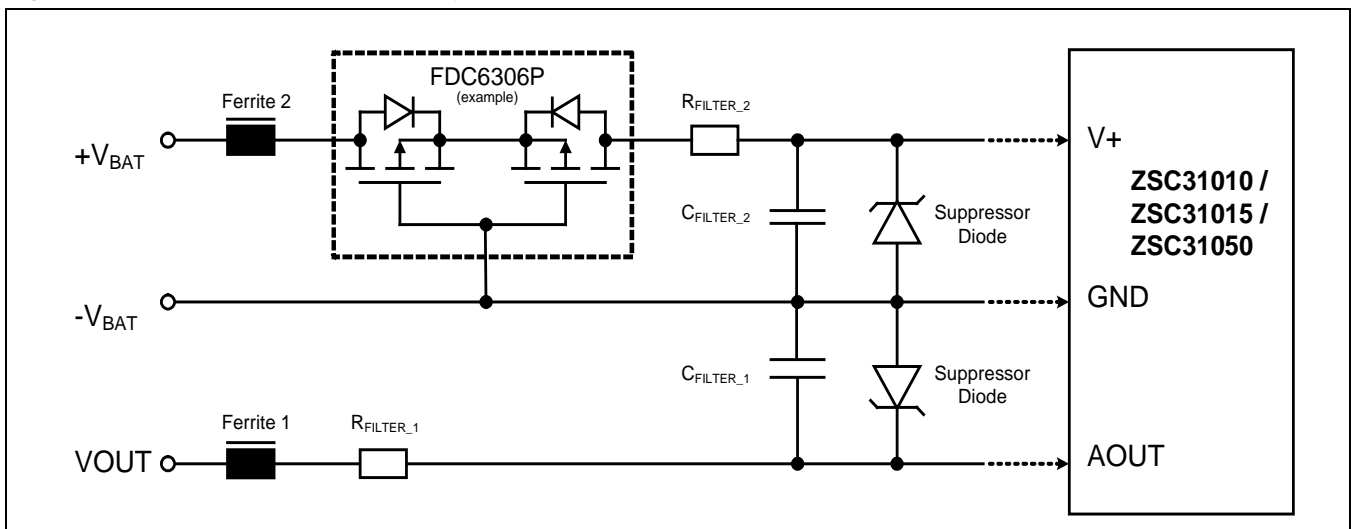 FDC6306P
(example)
Ferrite 2
RFILTER_2
+VBAT
V+
ZSC31010 /
ZSC31015 /
ZSC31050
CFILTER_2
Suppressor
Diode
-VBAT
GND
CFILTER_1
Suppressor
Diode
Ferrite 1
RFILTER_1
VOUT
AOUT